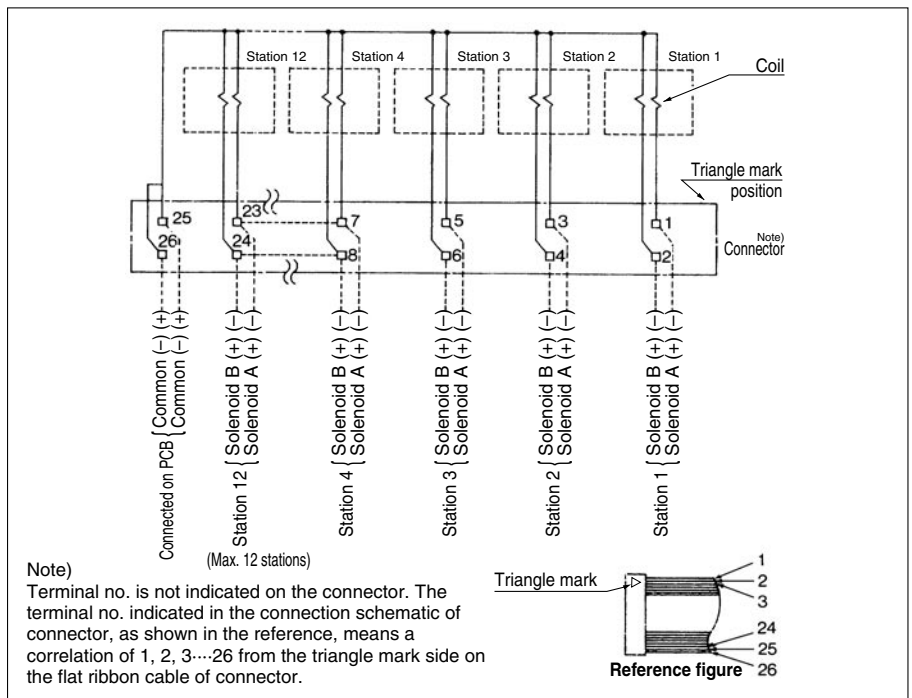 Station 12 Station 4 Station 3 Station 2 Station 1
Coil
Triangle mark
position
25 23 7 5 3 1
Note)
Connector
26 24 8 6 4 2
Connected on PCB { Common (–) (+)
Common (–) (+)
Station 12 { Solenoid B (+) (–)
Solenoid A (+) (–)
(Max. 12 stations)
Station 4 { Solenoid B (+) (–)
Solenoid A (+) (–)
Station 3 { Solenoid B (+) (–)
Solenoid A (+) (–)
Station 2 { Solenoid B (+) (–)
Solenoid A (+) (–)
Station 1 { Solenoid B (+) (–)
Solenoid A (+) (–)
Note)
Terminal no. is not indicated on the connector. The
terminal no. indicated in the connection schematic of
connector, as shown in the reference, means a
correlation of 1, 2, 3····26 from the triangle mark side on
the flat ribbon cable of connector.
Triangle mark
1
2
3
24
25
26
Reference figure